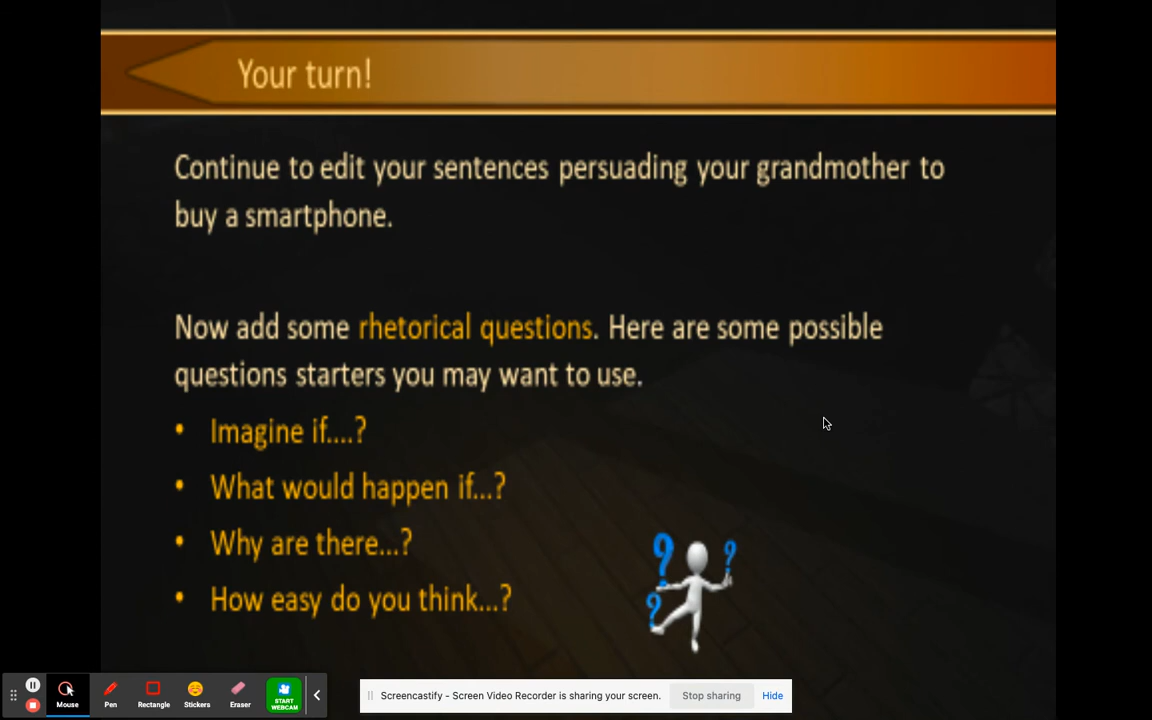 Your turn!
Continue to edit your sentences persuading your grandmother to
buy a smartphone.
Now add some rhetorical questions. Here are some possible
questions starters you may want to use.
• Imagine if....?
• What would happen if...?
• Why are there...?
• How easy do you think...?
? ? ?
Mouse Pen Rectangle Stickers Eraser START WEBCAM
Screencastify - Screen Video Recorder is sharing your screen. Stop sharing Hide